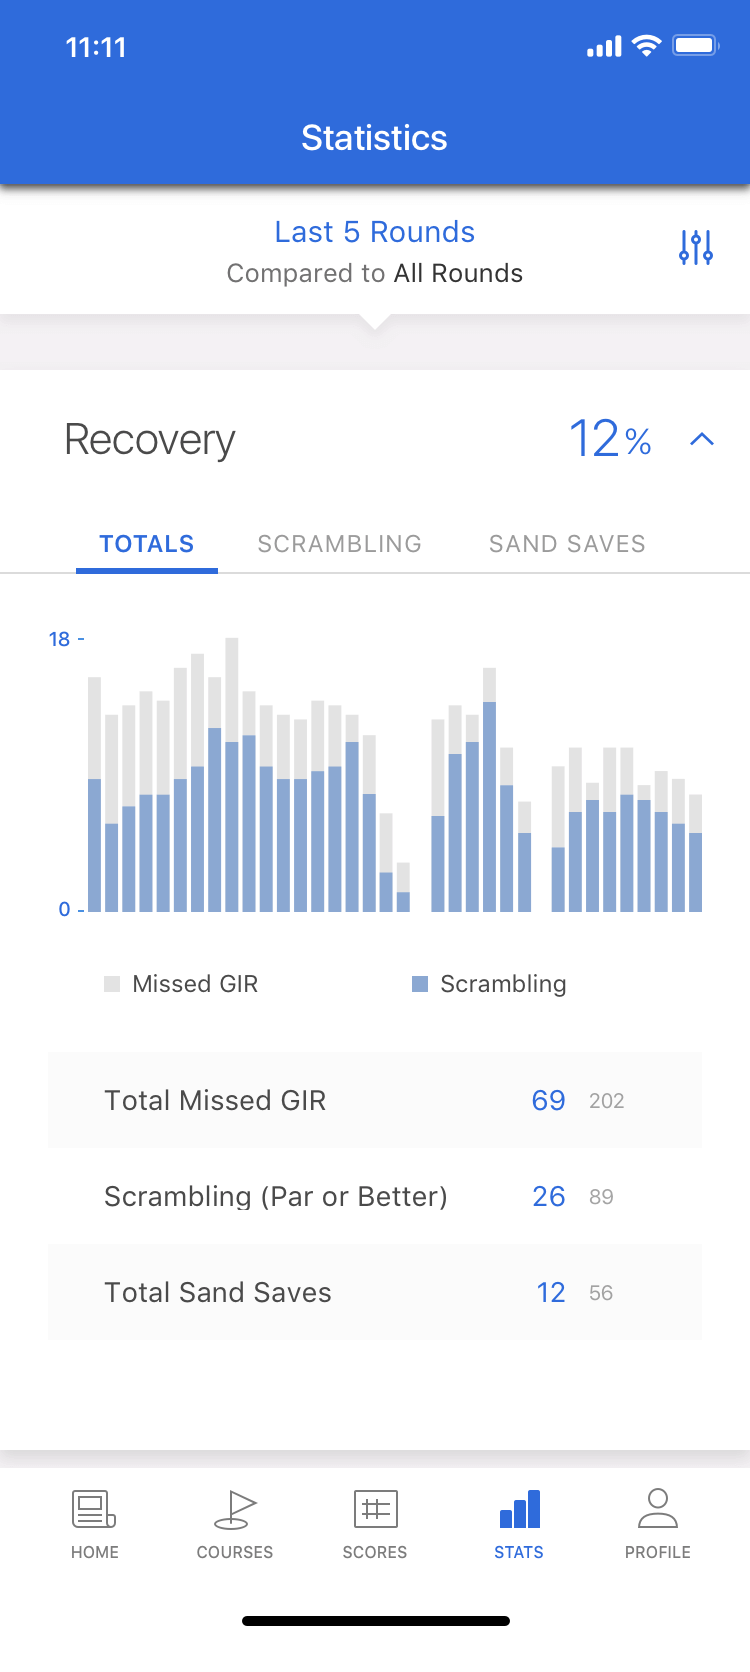 11:11
Statistics
Last 5 Rounds
Compared to All Rounds
Recovery 12%
TOTALS SCRAMBLING SAND SAVES
18
0
Missed GIR Scrambling
Total Missed GIR 69 202
Scrambling (Par or Better) 26 89
Total Sand Saves 12 56
HOME COURSES SCORES STATS PROFILE